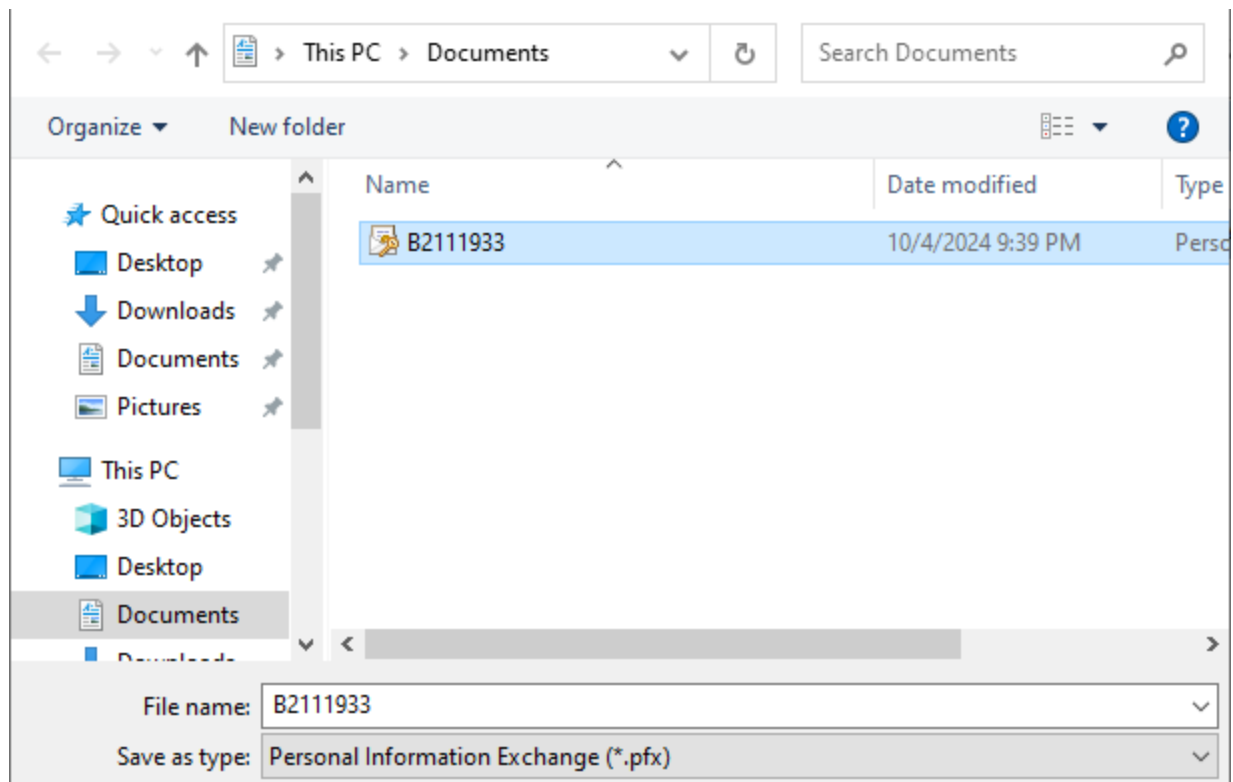 This PC > Documents
Search Documents
Organize
New folder
?
Name
Date modified
Type
Quick access
Desktop
Downloads
Documents
Pictures
This PC
3D Objects
Desktop
Documents
Downloads
B2111933
10/4/2024 9:39 PM
Perso
File name: B2111933
Save as type: Personal Information Exchange (*.pfx)